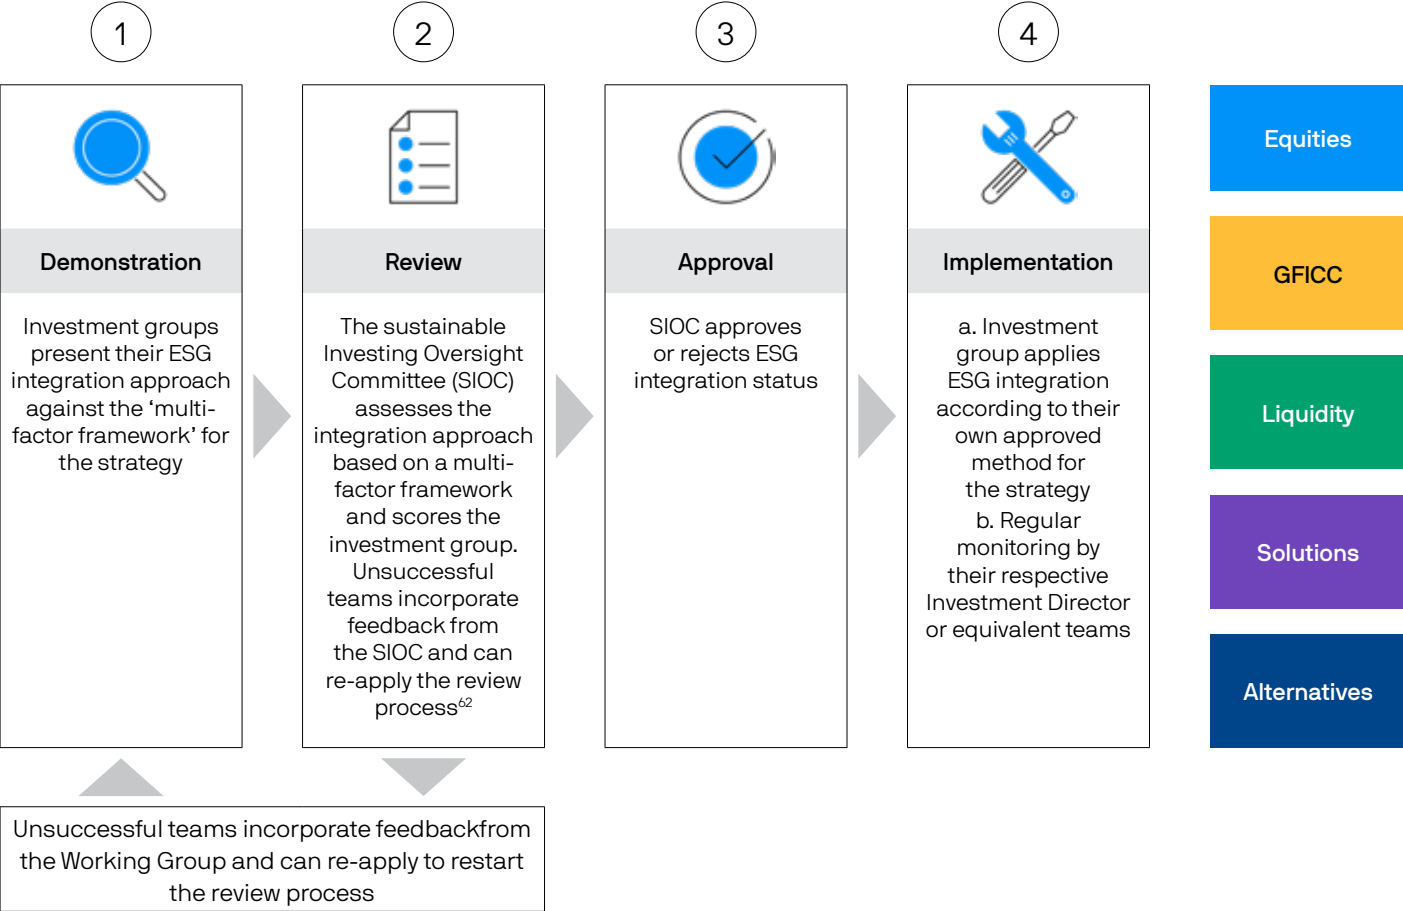 1
2
3
4
Demonstration
Investment groups
present their ESG
integration approach
against the ‘multi-
factor framework’ for
the strategy
Review
The sustainable
Investing Oversight
Committee (SIOC)
assesses the
integration approach
based on a multi-
factor framework
and scores the
investment group.
Unsuccessful
teams incorporate
feedback from
the SIOC and can
re-apply the review
process62
Approval
SIOC approves
or rejects ESG
integration status
Implementation
a. Investment
group applies
ESG integration
according to their
own approved
method for
the strategy
b. Regular
monitoring by
their respective
Investment Director
or equivalent teams
Equities
GFICC
Liquidity
Solutions
Alternatives
Unsuccessful teams incorporate feedbackfrom
the Working Group and can re-apply to restart
the review process